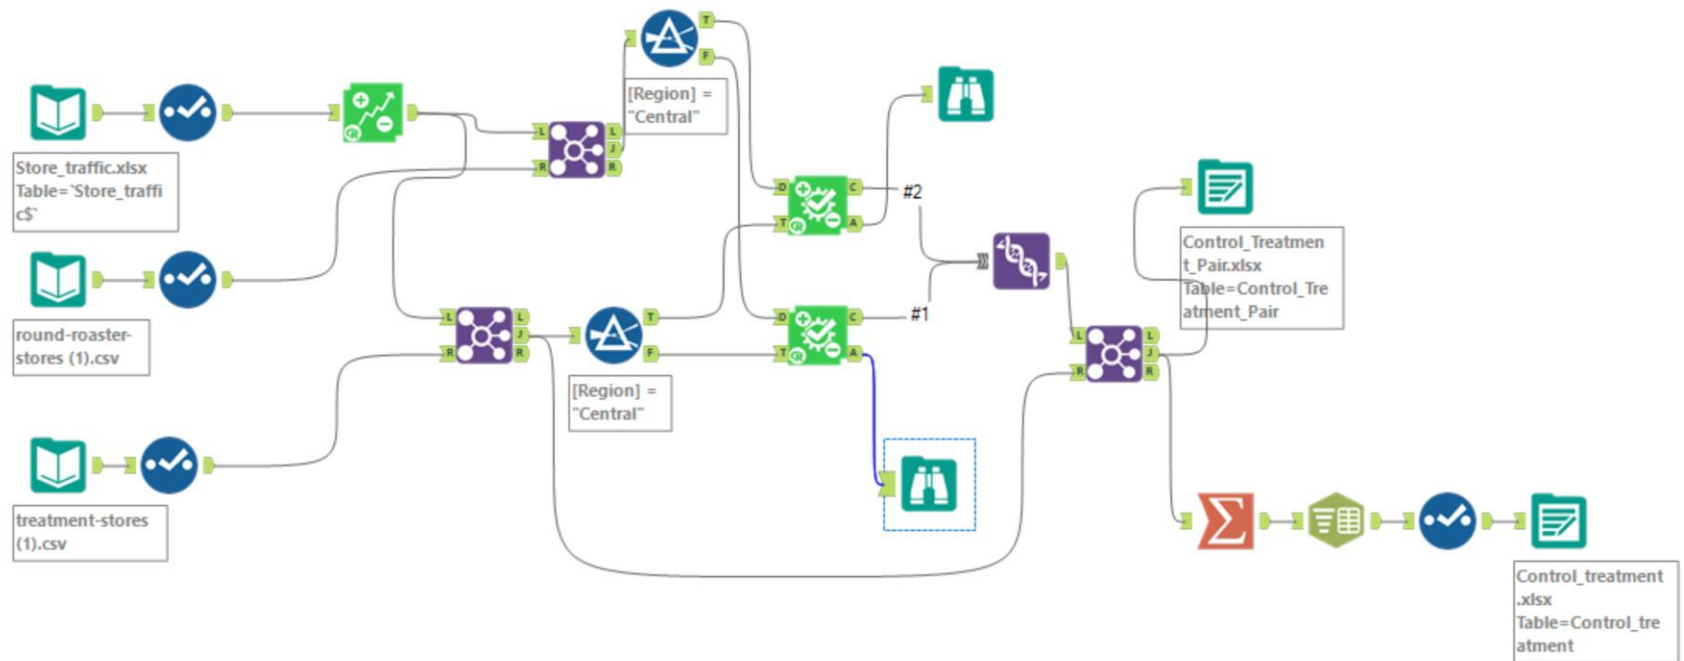 T
F
[Region] =
"Central"
L
J
R
L
R
Store_traffic.xlsx
Table=`Store_traffi
c$`
D
T
C
A
#2
round-roaster-
stores (1).csv
L
R
L
J
R
T
F
[Region] =
"Central"
D
T
C
A
#1
Control_Treatmen
t_Pair.xlsx
Table=Control_Tre
atment_Pair
L
R
L
J
R
treatment-stores
(1).csv
Control_treatment
.xlsx
Table=Control_tre
atment